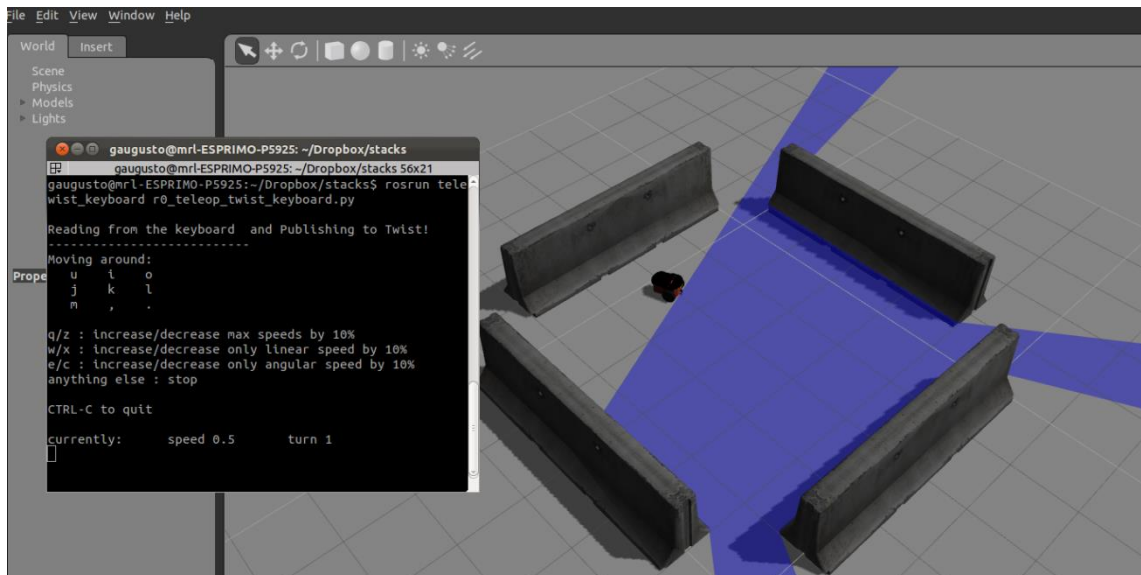 File Edit View Window Help
World Insert
Scene
Physics
Models
Lights
Prope
gaugusto@mrl-ESPRIMO-P5925: ~/Dropbox/stacks
gaugusto@mrl-ESPRIMO-P5925: ~/Dropbox/stacks 56x21
gaugusto@mrl-ESPRIMO-P5925:~/Dropbox/stacks$ rosrun tele
wist_keyboard r0_teleop_twist_keyboard.py
Reading from the keyboard  and Publishing to Twist!
---------------------------
Moving around:
u i o
j k l
m , .
q/z : increase/decrease max speeds by 10%
w/x : increase/decrease only linear speed by 10%
e/c : increase/decrease only angular speed by 10%
anything else : stop
CTRL-C to quit
currently: speed 0.5 turn 1